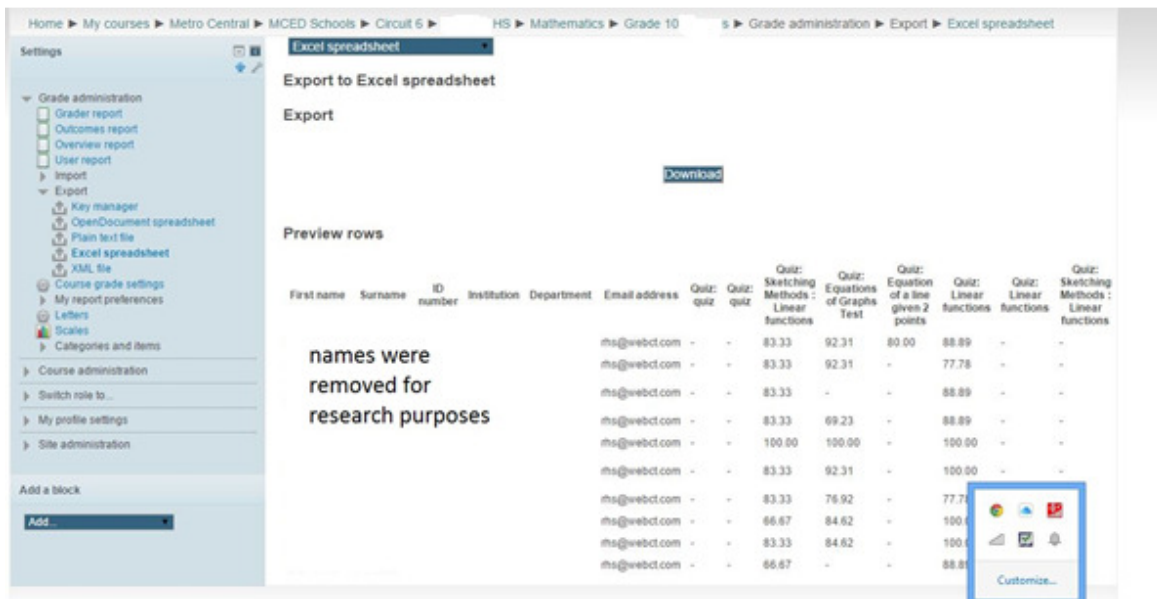 Home ► My courses ► Metro Central ► MCED Schools ► Circuit 6 ► HS ► Mathematics ► Grade 10 s ► Grade administration ► Export ► Excel spreadsheet
Settings
Grade administration
Grader report
Outcomes report
Overview report
User report
Import
Export
Key manager
OpenDocument spreadsheet
Plain text file
Excel spreadsheet
XML file
Course grade settings
My report preferences
Letters
Scales
Categories and items
Course administration
Switch role to...
My profile settings
Site administration
Add a block
Add...
Excel spreadsheet
Export to Excel spreadsheet
Export
Download
Preview rows
First name Surname ID number Institution Department Email address Quiz: quiz Quiz: quiz Quiz: Sketching Methods : Linear functions Quiz: Equations of Graphs Test Quiz: Equation of a line given 2 points Quiz: Linear functions Quiz: Linear functions Quiz: Sketching Methods : Linear functions
names were
removed for
research purposes
rhs@webct.com - - 83.33 92.31 80.00 88.89 - -
rhs@webct.com - - 83.33 92.31 - 77.78 - -
rhs@webct.com - - 83.33 - - 88.89 - -
rhs@webct.com - - 83.33 69.23 - 88.89 - -
rhs@webct.com - - 100.00 100.00 - 100.00 - -
rhs@webct.com - - 83.33 92.31 - 100.00 - -
rhs@webct.com - - 83.33 76.92 - 77.7
rhs@webct.com - - 66.67 84.62 - 100.
rhs@webct.com - - 83.33 84.62 - 100.
rhs@webct.com - - 66.67 - - 88.8
Customize...